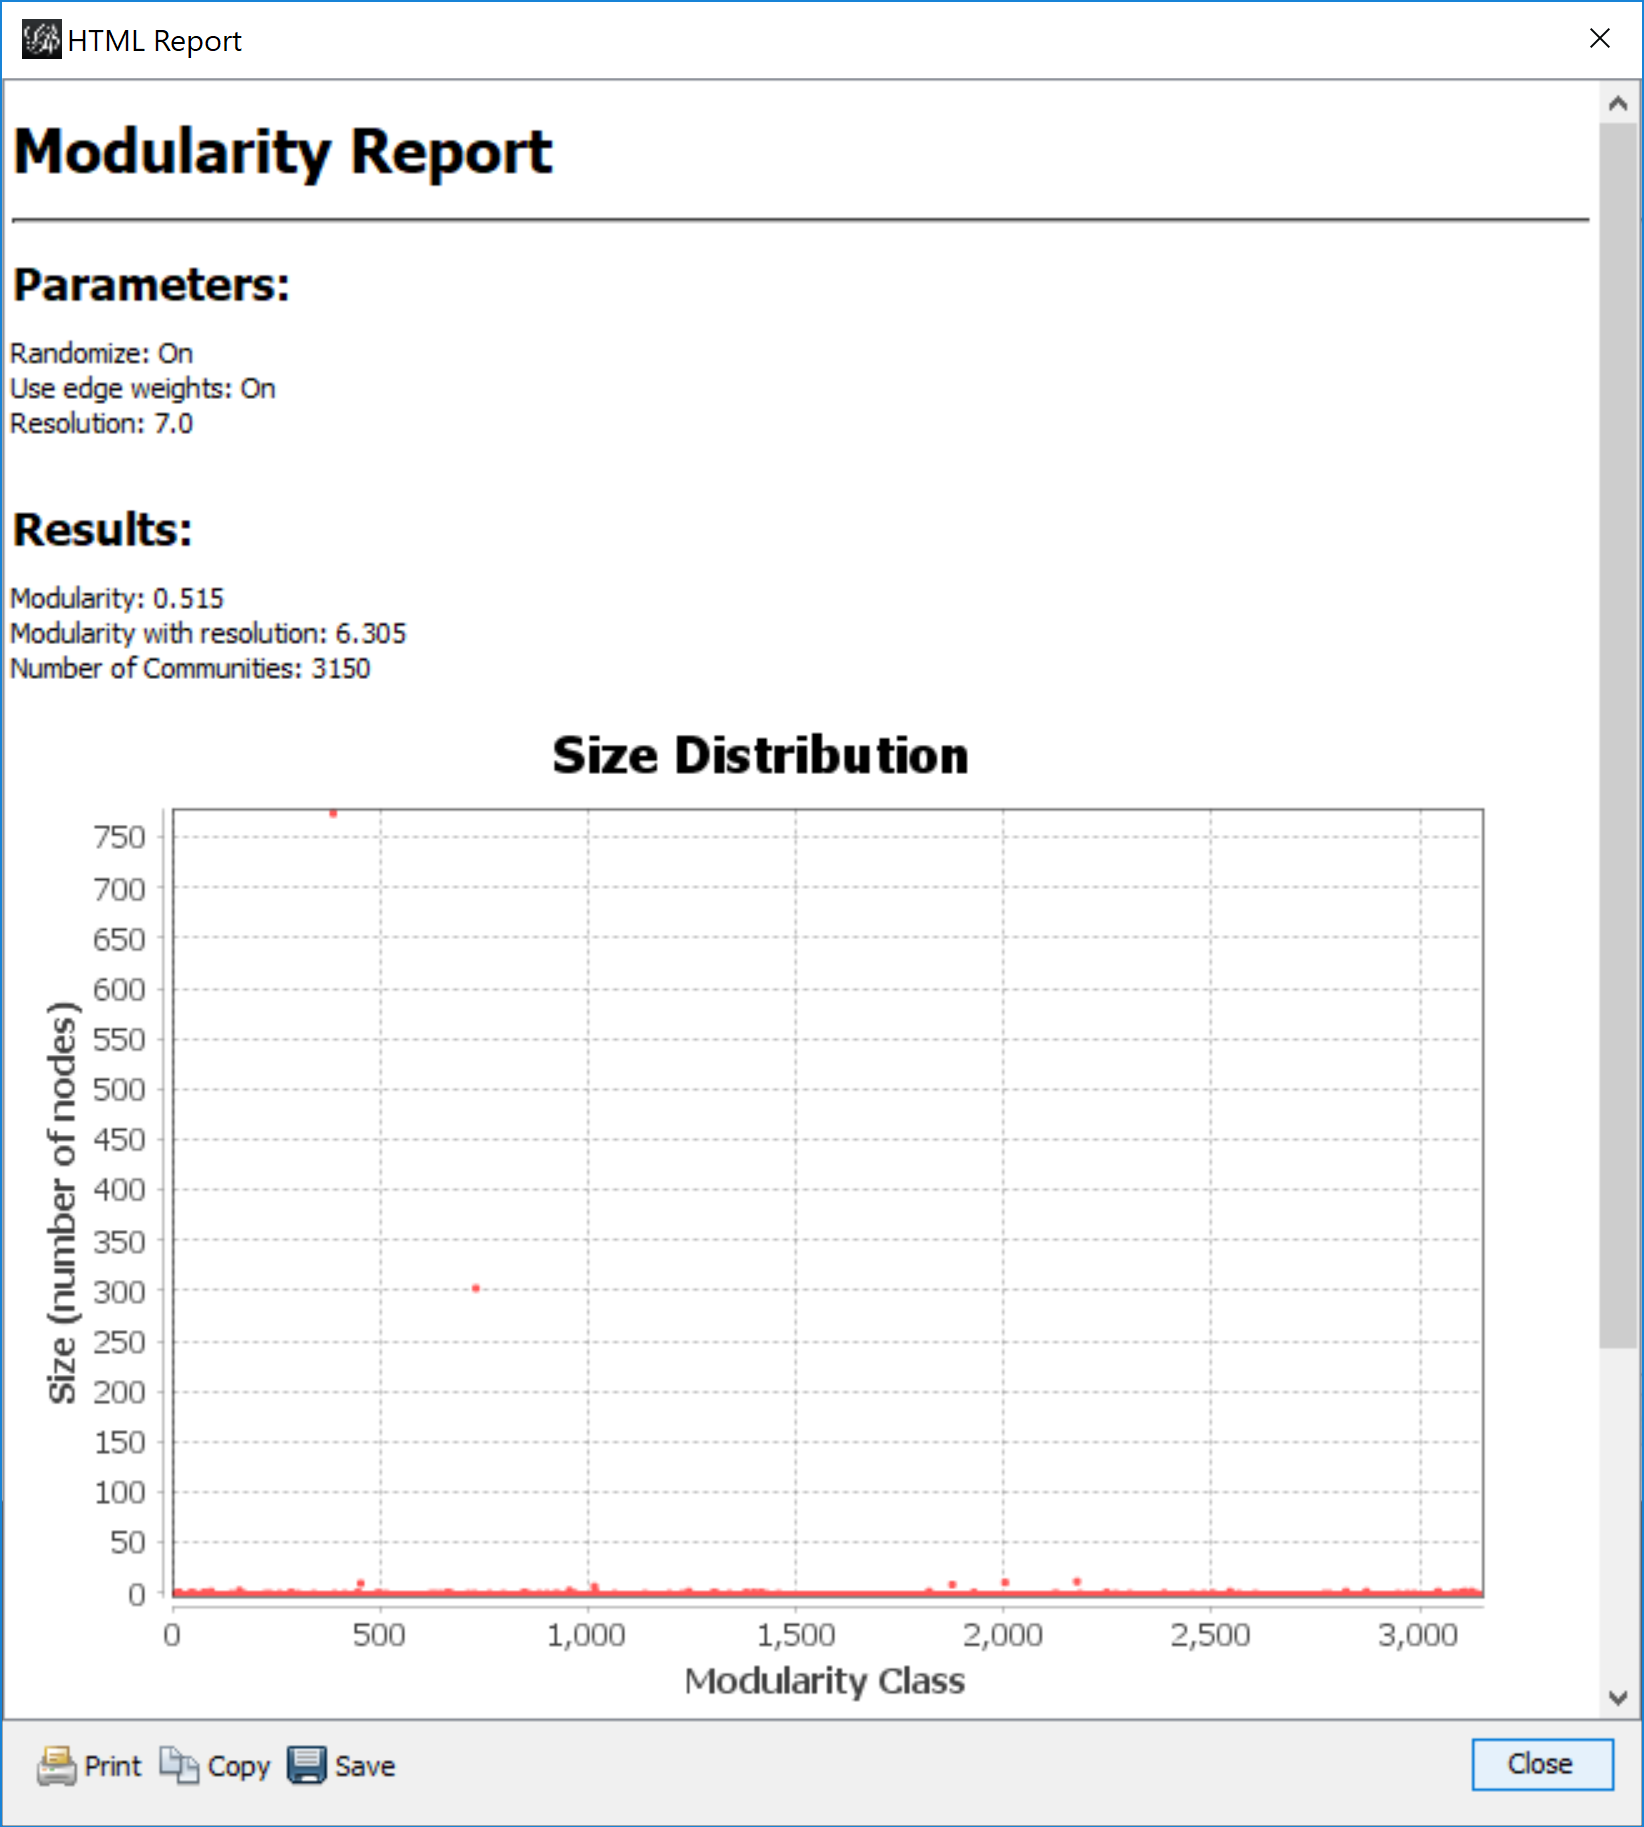 HTML Report
Modularity Report
Parameters:
Randomize: On
Use edge weights: On
Resolution: 7.0
Results:
Modularity: 0.515
Modularity with resolution: 6.305
Number of Communities: 3150
Size Distribution
Size (number of nodes)
750
700
650
600
550
500
450
400
350
300
250
200
150
100
50
0
0 500 1,000 1,500 2,000 2,500 3,000
Modularity Class
Print Copy Save Close